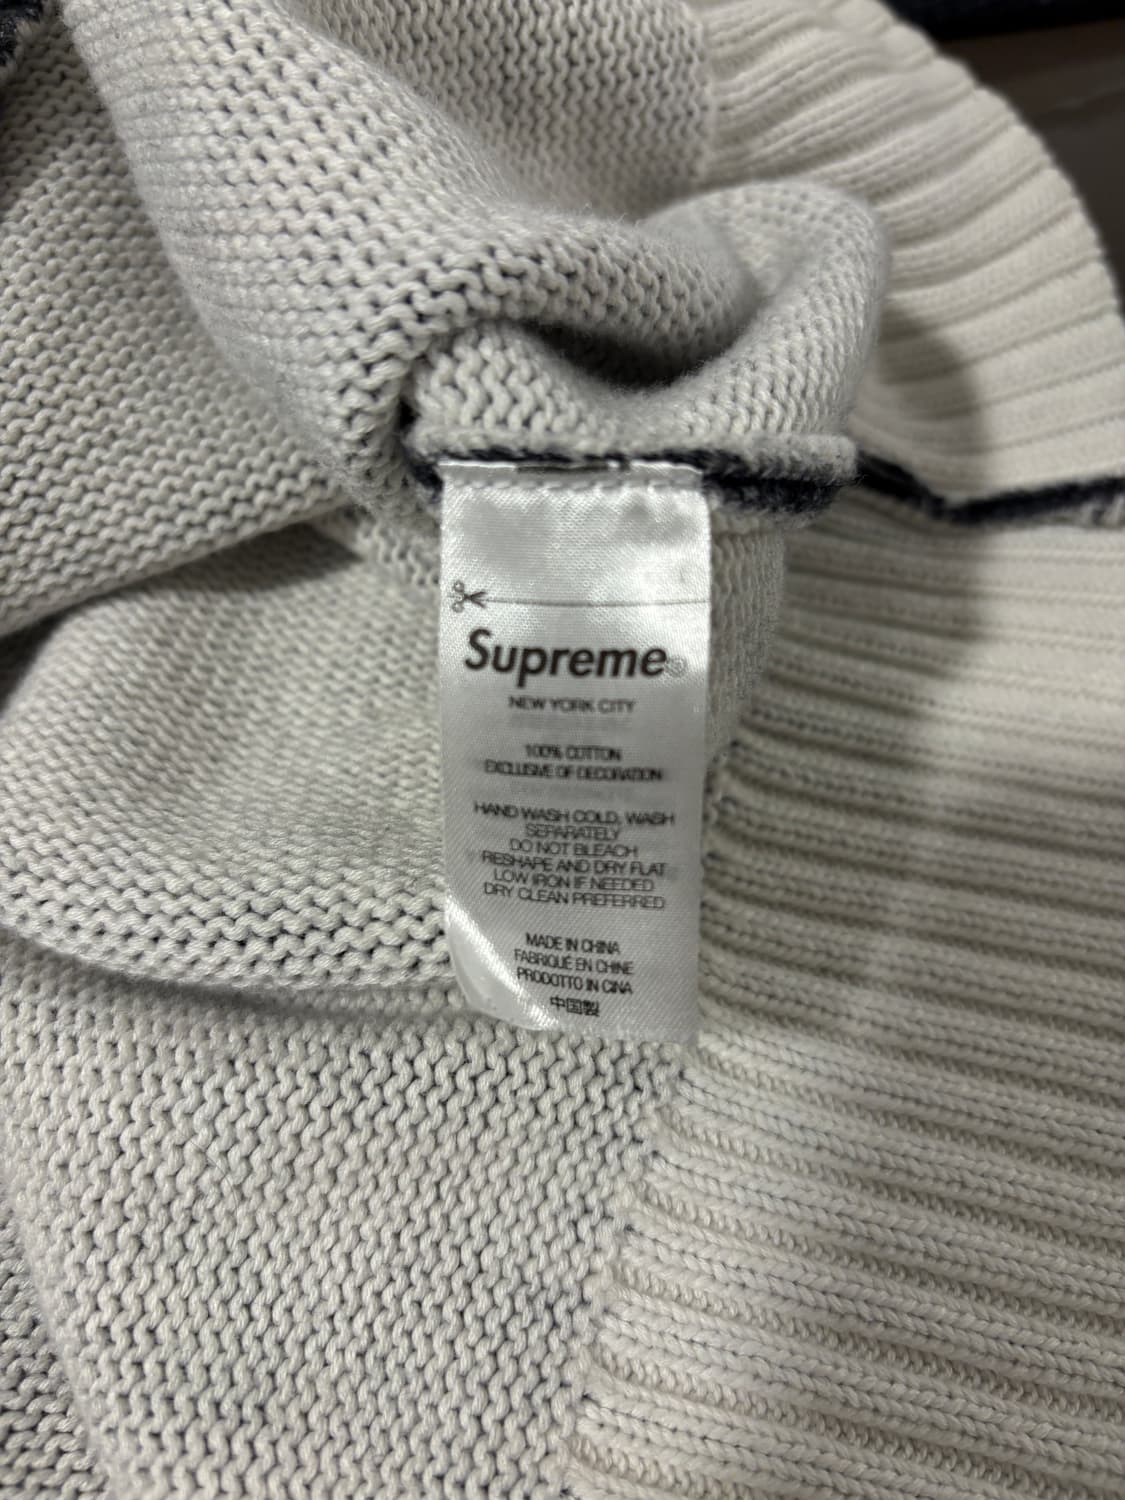 Supreme®
NEW YORK CITY
100% COTTON
EXCLUSIVE OF DECORATION
HAND WASH COLD, WASH
SEPARATELY
DO NOT BLEACH
RESHAPE AND DRY FLAT
LOW IRON IF NEEDED
DRY CLEAN PREFERRED
MADE IN CHINA
FABRIQUÉ EN CHINE
PRODOTTO IN CINA
中国製